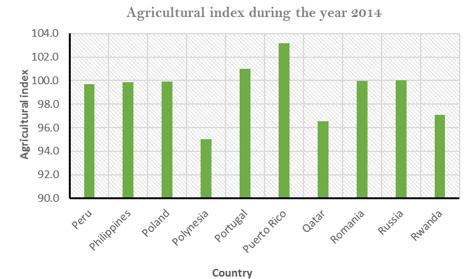 Agricultural index during the year 2014
Agricultural index
104.0
102.0
100.0
98.0
96.0
94.0
92.0
90.0
Peru
Philippines
Poland
Polynesia
Portugal
Puerto Rico
Qatar
Romania
Russia
Rwanda
Country